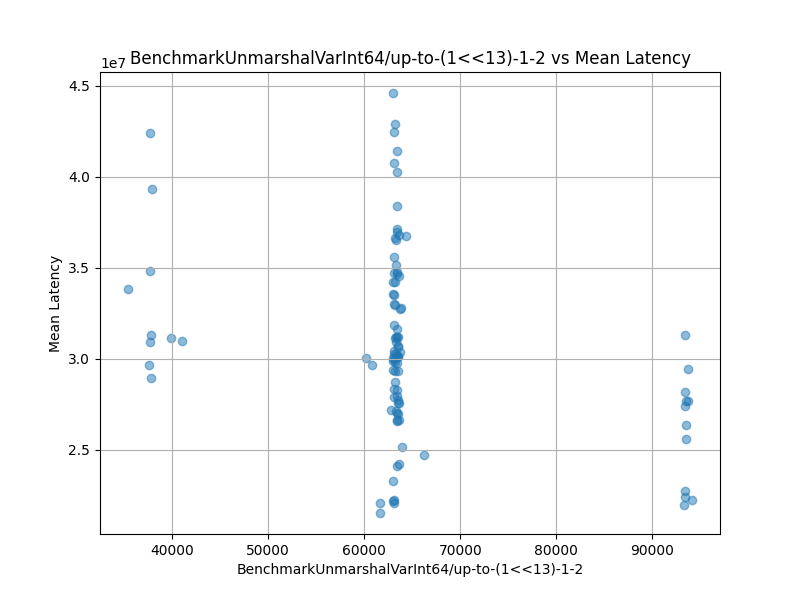 BenchmarkUnmarshalVarInt64/up-to-(1<<13)-1-2 vs Mean Latency
1e7
4.5
4.0
3.5
3.0
2.5
Mean Latency
40000 50000 60000 70000 80000 90000
BenchmarkUnmarshalVarInt64/up-to-(1<<13)-1-2